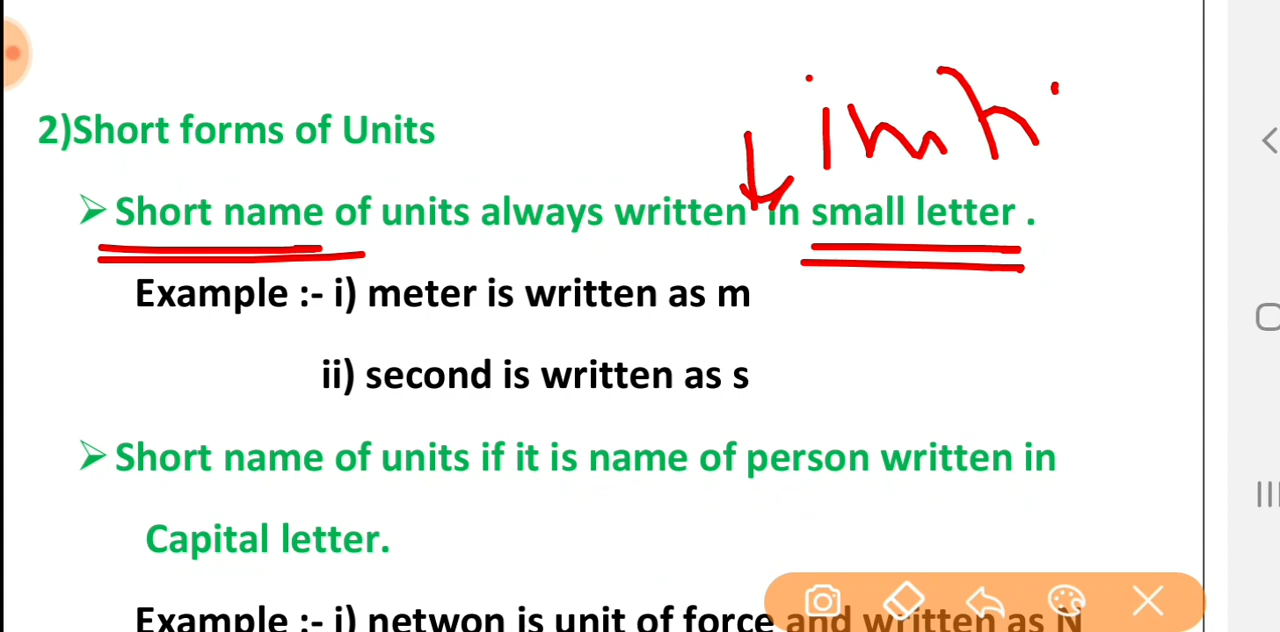 imh.
2)Short forms of Units
➤ Short name of units always written in small letter .
Example :- i) meter is written as m
ii) second is written as s
➤ Short name of units if it is name of person written in
Capital letter.
Example :- i) netwon is unit of force and written as N